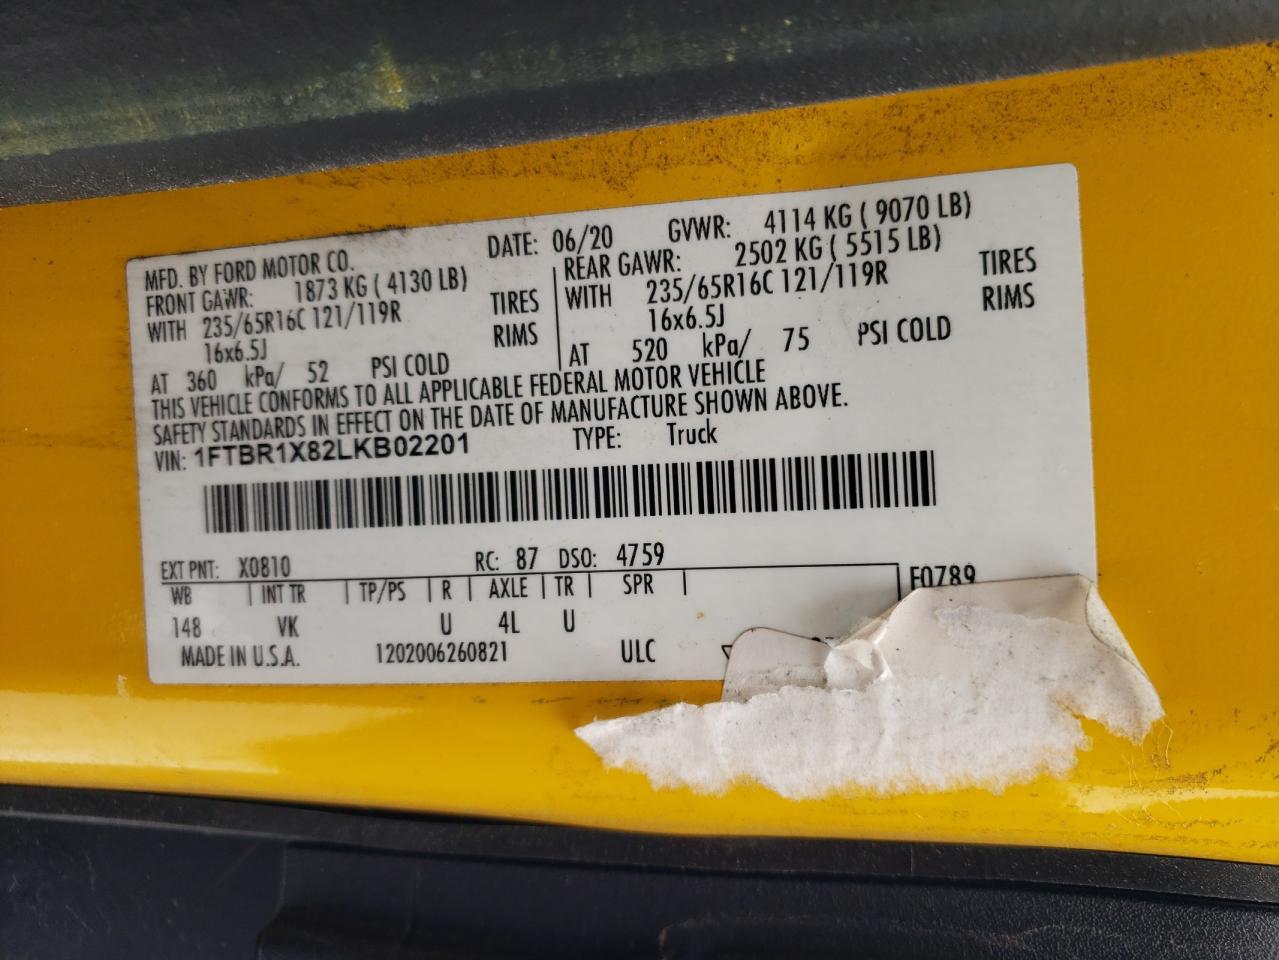 MFD. BY FORD MOTOR CO. DATE: 06/20 GVWR: 4114 KG ( 9070 LB)
FRONT GAWR: 1873 KG ( 4130 LB)
WITH 235/65R16C 121/119R TIRES
16x6.5J RIMS
AT 360 kPa/ 52 PSI COLD
REAR GAWR: 2502 KG ( 5515 LB)
WITH 235/65R16C 121/119R TIRES
16x6.5J RIMS
AT 520 kPa/ 75 PSI COLD
THIS VEHICLE CONFORMS TO ALL APPLICABLE FEDERAL MOTOR VEHICLE
SAFETY STANDARDS IN EFFECT ON THE DATE OF MANUFACTURE SHOWN ABOVE.
VIN: 1FTBR1X82LKB02201 TYPE: Truck
EXT PNT: X0810 RC: 87 DSO: 4759
WB INT TR TP/PS R AXLE TR SPR F0789
148 VK U 4L U
MADE IN U.S.A. 1202006260821 ULC